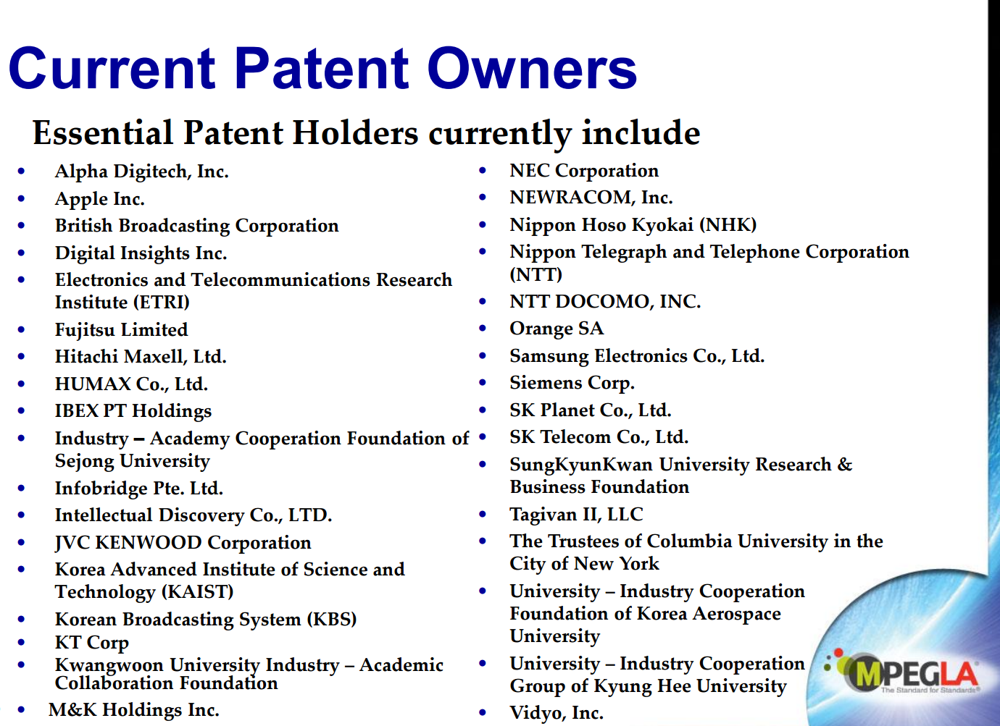 Current Patent Owners
Essential Patent Holders currently include
• Alpha Digitech, Inc.
• Apple Inc.
• British Broadcasting Corporation
• Digital Insights Inc.
• Electronics and Telecommunications Research
Institute (ETRI)
• Fujitsu Limited
• Hitachi Maxell, Ltd.
• HUMAX Co., Ltd.
• IBEX PT Holdings
• Industry – Academy Cooperation Foundation of
Sejong University
• Infobridge Pte. Ltd.
• Intellectual Discovery Co., LTD.
• JVC KENWOOD Corporation
• Korea Advanced Institute of Science and
Technology (KAIST)
• Korean Broadcasting System (KBS)
• KT Corp
• Kwangwoon University Industry – Academic
Collaboration Foundation
• M&K Holdings Inc.
• NEC Corporation
• NEWRACOM, Inc.
• Nippon Hoso Kyokai (NHK)
• Nippon Telegraph and Telephone Corporation
(NTT)
• NTT DOCOMO, INC.
• Orange SA
• Samsung Electronics Co., Ltd.
• Siemens Corp.
• SK Planet Co., Ltd.
• SK Telecom Co., Ltd.
• SungKyunKwan University Research &
Business Foundation
• Tagivan II, LLC
• The Trustees of Columbia University in the
City of New York
• University – Industry Cooperation
Foundation of Korea Aerospace
University
• University – Industry Cooperation
Group of Kyung Hee University
• Vidyo, Inc.
MPEGLA®
The Standard for Standards®